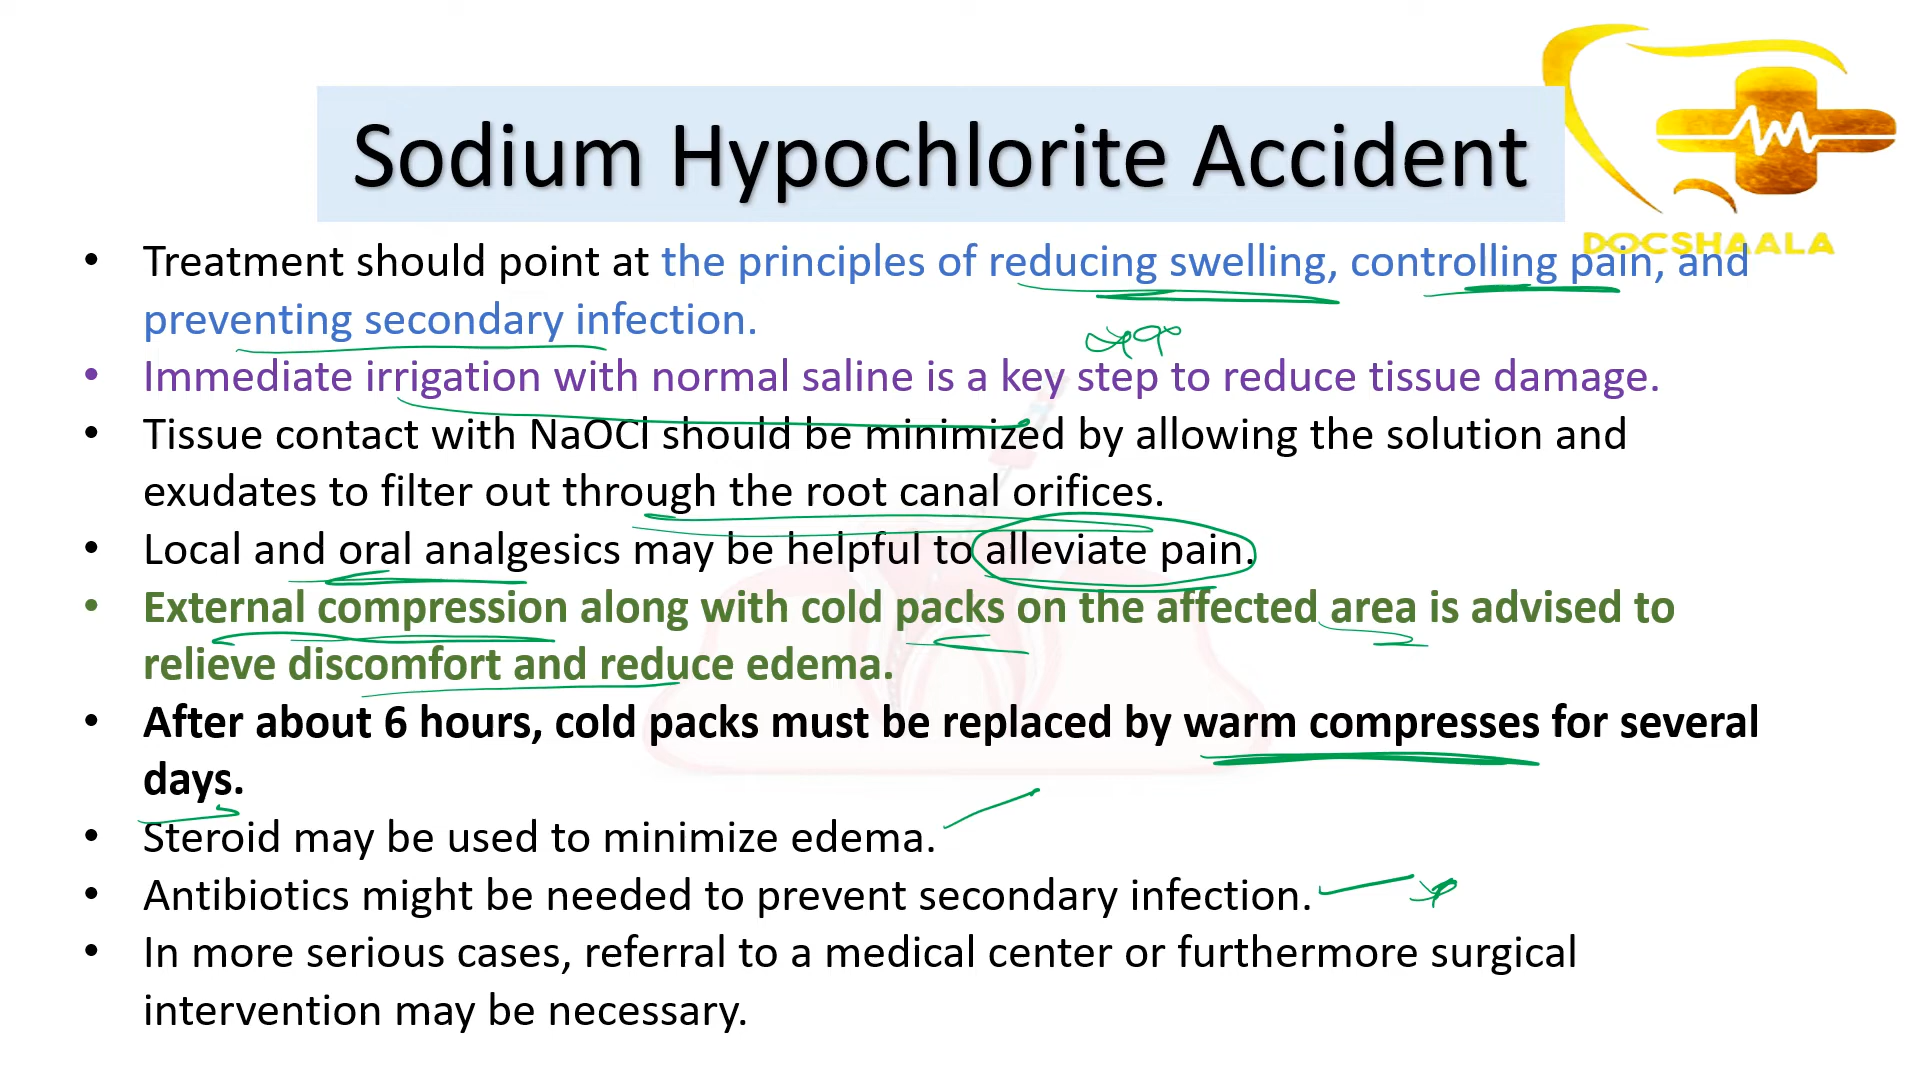 Sodium Hypochlorite Accident
DOCSHAALA
• Treatment should point at the principles of reducing swelling, controlling pain, and
preventing secondary infection.
• Immediate irrigation with normal saline is a key step to reduce tissue damage.
• Tissue contact with NaOCl should be minimized by allowing the solution and
exudates to filter out through the root canal orifices.
• Local and oral analgesics may be helpful to alleviate pain.
• External compression along with cold packs on the affected area is advised to
relieve discomfort and reduce edema.
• After about 6 hours, cold packs must be replaced by warm compresses for several
days.
• Steroid may be used to minimize edema.
• Antibiotics might be needed to prevent secondary infection.
• In more serious cases, referral to a medical center or furthermore surgical
intervention may be necessary.